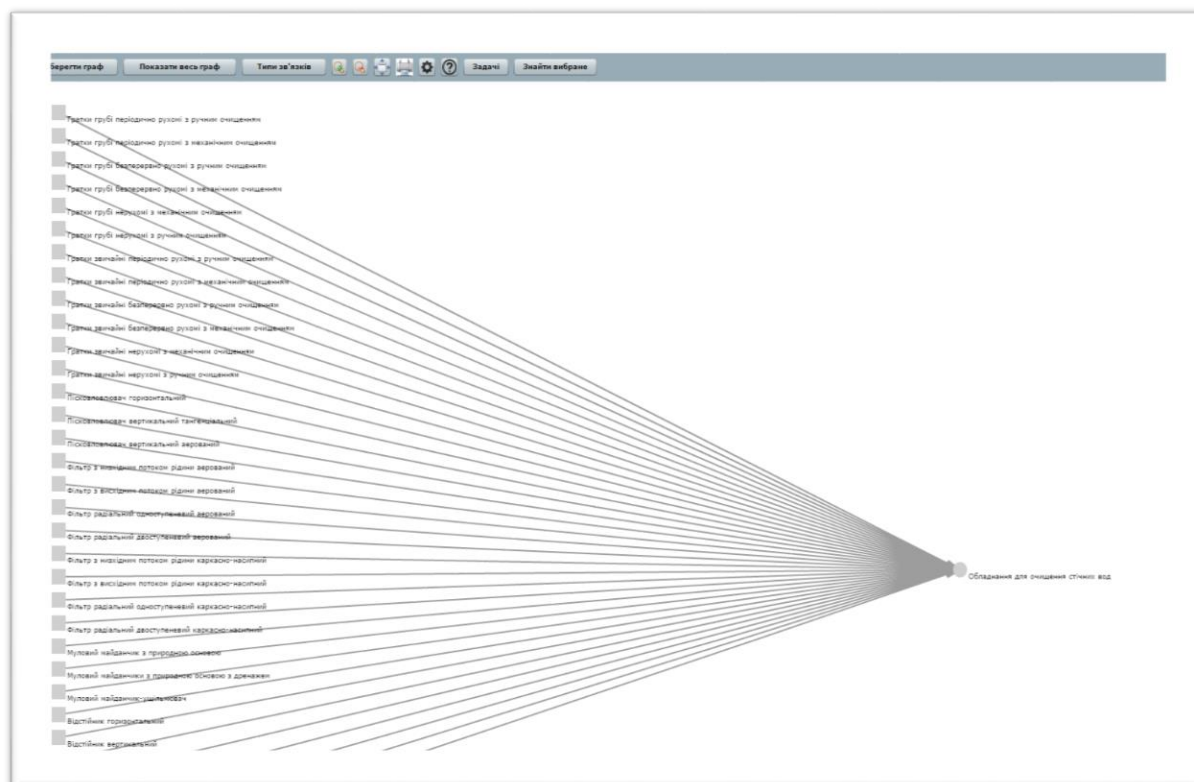 берегти граф Показати весь граф Типи зв'язків ? Задачі Знайти вибране
Гратки грубі періодично рухомі з ручним очищенням
Гратки грубі періодично рухомі з механічним очищенням
Гратки грубі безперервно рухомі з ручним очищенням
Гратки грубі безперервно рухомі з механічним очищенням
Гратки грубі нерухомі з механічним очищенням
Гратки грубі нерухомі з ручним очищенням
Гратки звичайні періодично рухомі з ручним очищенням
Гратки звичайні періодично рухомі з механічним очищенням
Гратки звичайні безперервно рухомі з ручним очищенням
Гратки звичайні безперервно рухомі з механічним очищенням
Гратки звичайні нерухомі з механічним очищенням
Гратки звичайні нерухомі з ручним очищенням
Пісковловлювач горизонтальний
Пісковловлювач вертикальний тангенціальний
Пісковловлювач вертикальний аерований
Фільтр з низхідним потоком рідини аерований
Фільтр з висхідним потоком рідини аерований
Фільтр радіальний одноступеневий аерований
Фільтр радіальний двоступеневий аерований
Фільтр з низхідним потоком рідини каркасно-насипний
Обладнання для очищення стічних вод
Фільтр з висхідним потоком рідини каркасно-насипний
Фільтр радіальний одноступеневий каркасно-насипний
Фільтр радіальний двоступеневий каркасно-насипний
Муловий майданчик з природною основою
Муловий майданчики з природною основою з дренажем
Муловий майданчик-ущільнювач
Відстійник горизонтальний
Відстійник вертикальний